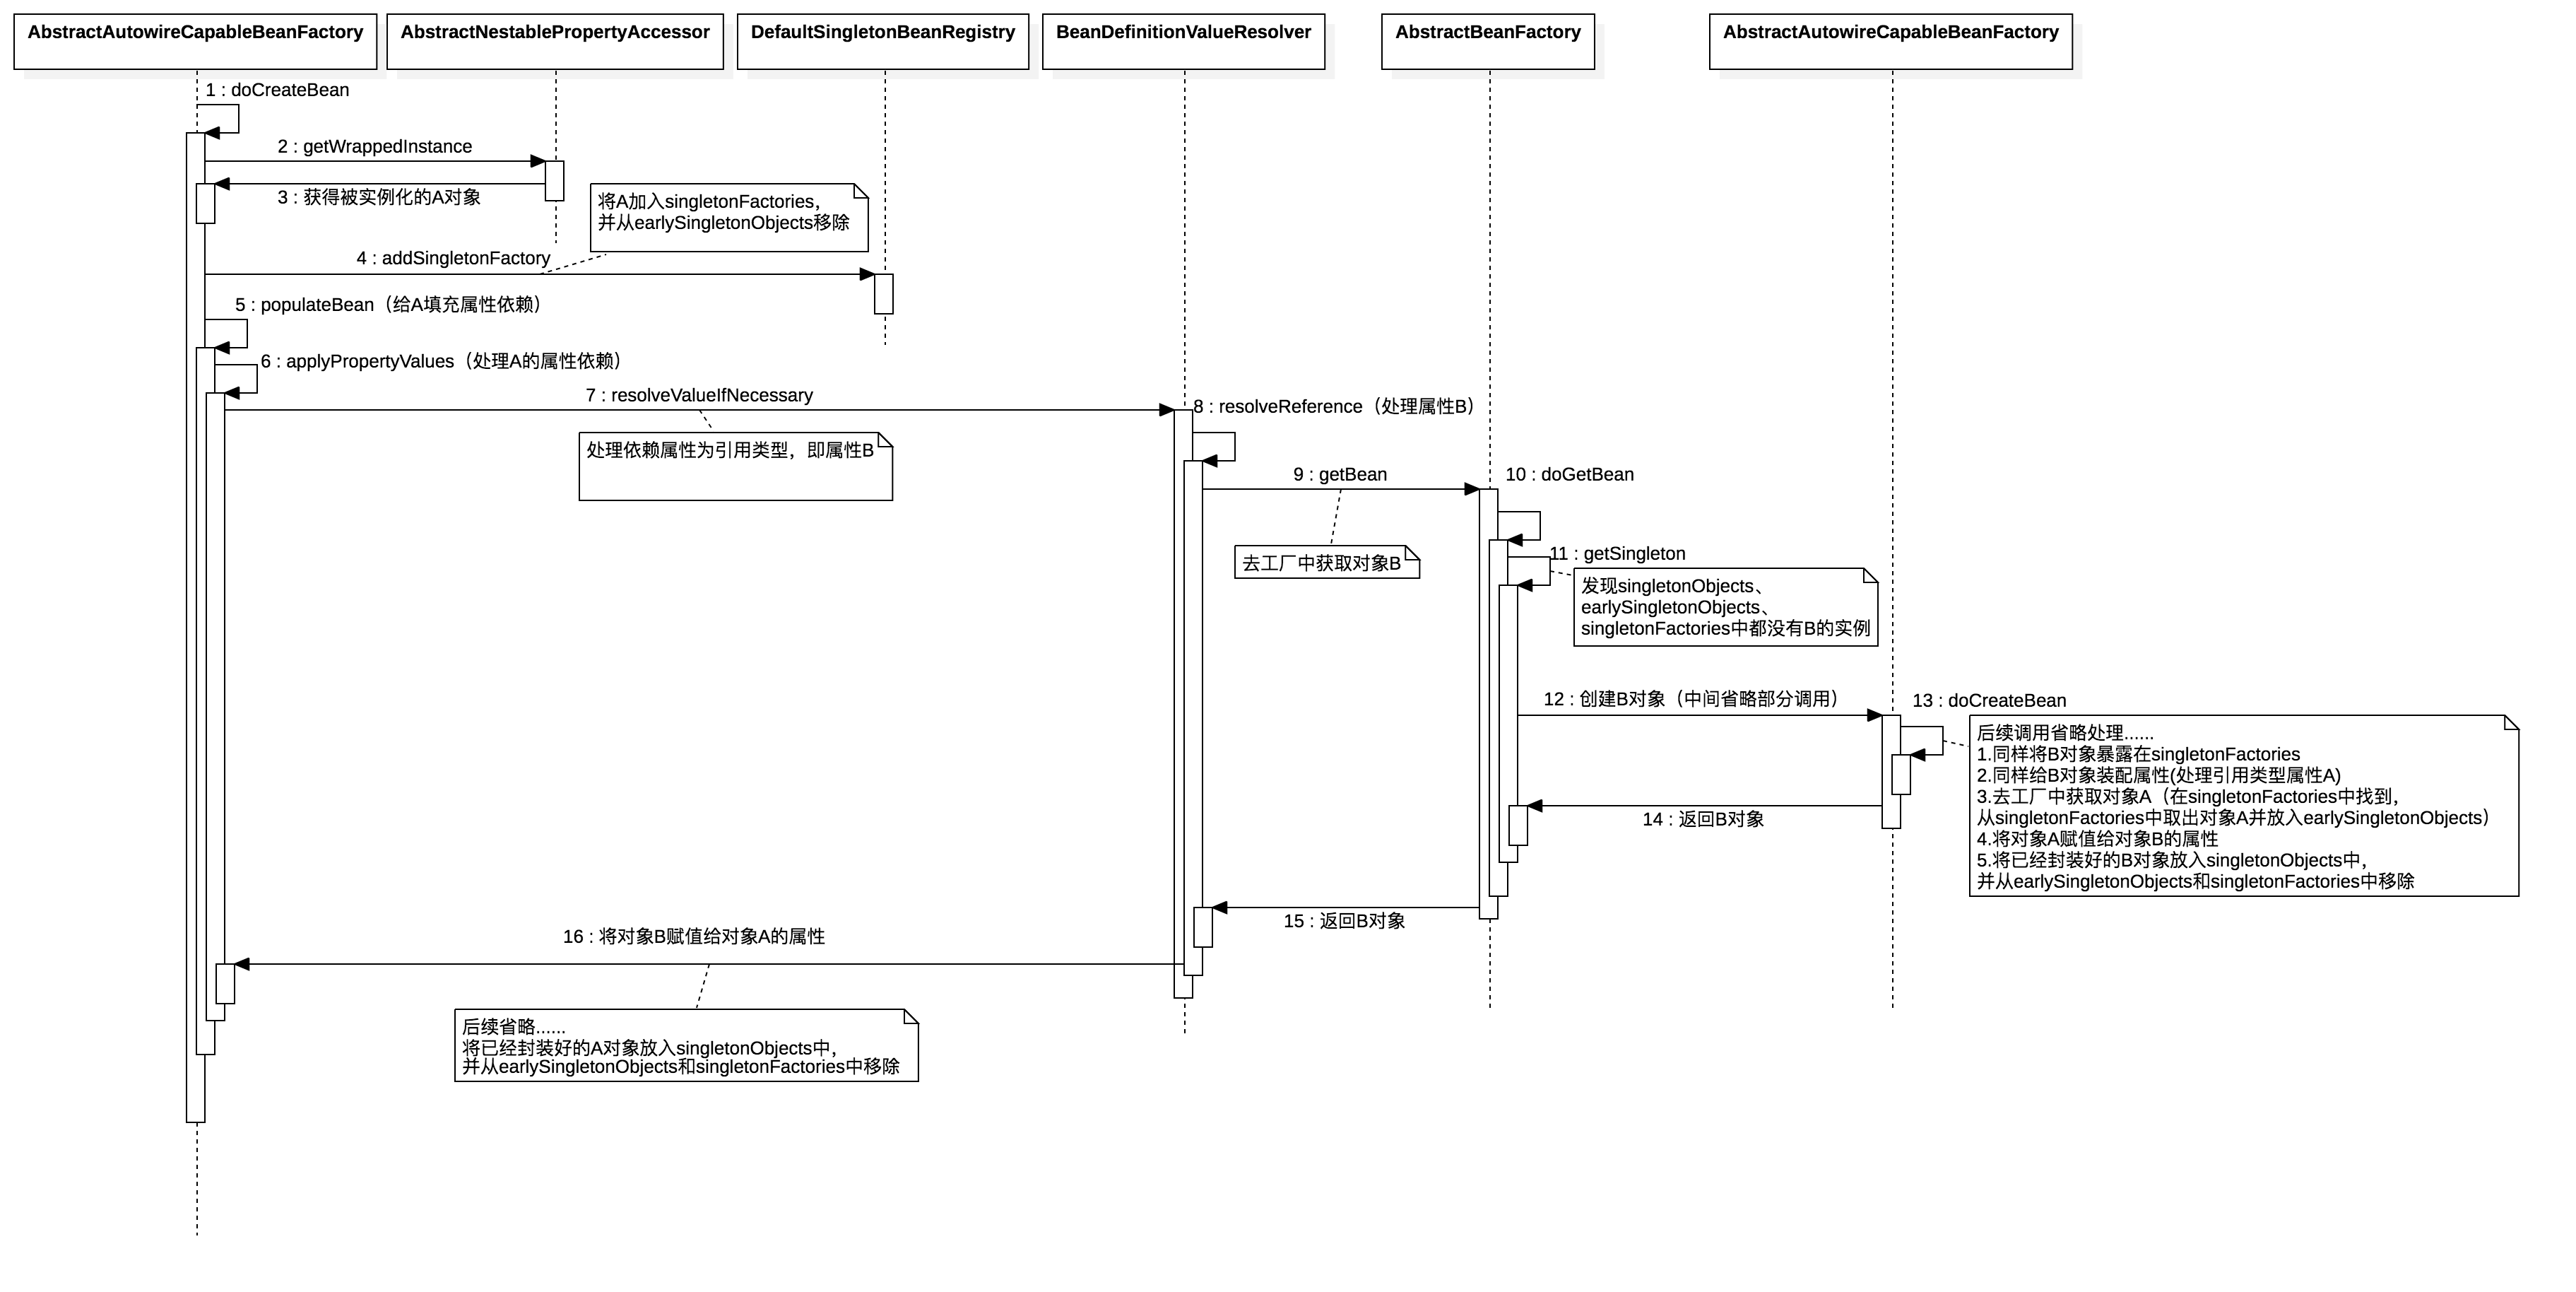 AbstractAutowireCapableBeanFactory
AbstractNestablePropertyAccessor
DefaultSingletonBeanRegistry
BeanDefinitionValueResolver
AbstractBeanFactory
AbstractAutowireCapableBeanFactory
1 : doCreateBean
2 : getWrappedInstance
3 : 获得被实例化的A对象
将A加入singletonFactories，
并从earlySingletonObjects移除
4 : addSingletonFactory
5 : populateBean（给A填充属性依赖）
6 : applyPropertyValues（处理A的属性依赖）
7 : resolveValueIfNecessary
处理依赖属性为引用类型，即属性B
8 : resolveReference（处理属性B）
9 : getBean
去工厂中获取对象B
10 : doGetBean
11 : getSingleton
发现singletonObjects、
earlySingletonObjects、
singletonFactories中都没有B的实例
12 : 创建B对象（中间省略部分调用）
13 : doCreateBean
后续调用省略处理......
1.同样将B对象暴露在singletonFactories
2.同样给B对象装配属性(处理引用类型属性A)
3.去工厂中获取对象A（在singletonFactories中找到，
从singletonFactories中取出对象A并放入earlySingletonObjects）
4.将对象A赋值给对象B的属性
5.将已经封装好的B对象放入singletonObjects中，
并从earlySingletonObjects和singletonFactories中移除
14 : 返回B对象
15 : 返回B对象
16 : 将对象B赋值给对象A的属性
后续省略......
将已经封装好的A对象放入singletonObjects中，
并从earlySingletonObjects和singletonFactories中移除